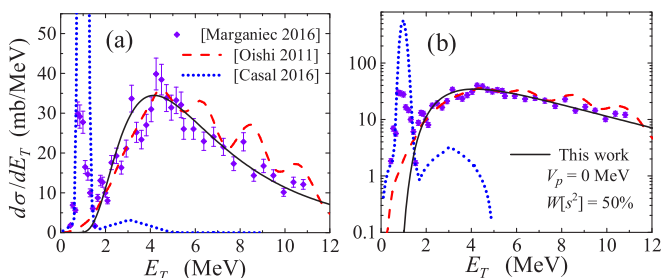 (a)
[Marganiec 2016]
[Oishi 2011]
[Casal 2016]
dσ/dE_T (mb/MeV)
50
40
30
20
10
0
0 2 4 6 8 10 12
E_T (MeV)
(b)
100
10
1
0.1
This work
V_p = 0 MeV
W[s²] = 50%
0 2 4 6 8 10 12
E_T (MeV)